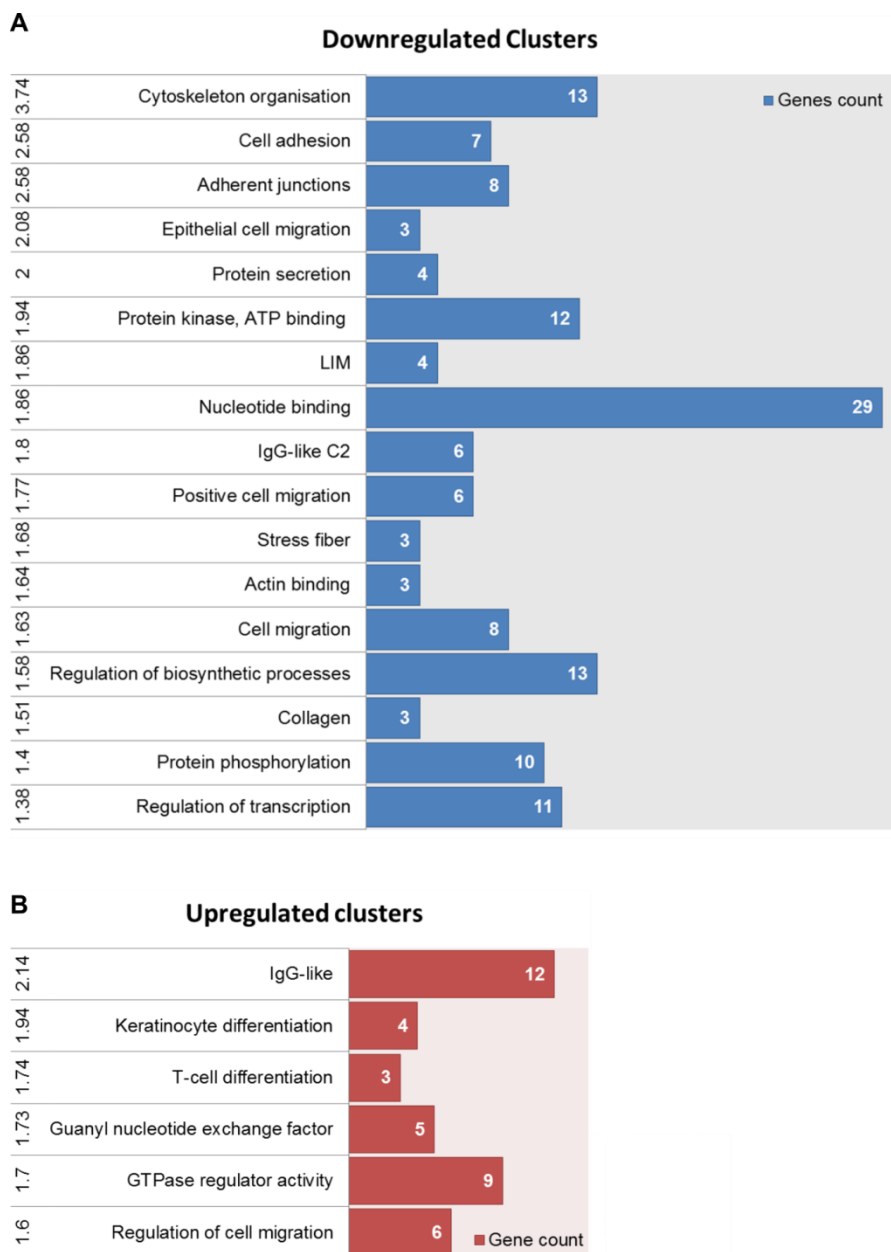 A
Downregulated Clusters
3.74 Cytoskeleton organisation 13 Genes count
2.58 Cell adhesion 7
2.58 Adherent junctions 8
2.08 Epithelial cell migration 3
2 Protein secretion 4
1.94 Protein kinase, ATP binding 12
1.86 LIM 4
1.86 Nucleotide binding 29
1.8 IgG-like C2 6
1.77 Positive cell migration 6
1.68 Stress fiber 3
1.64 Actin binding 3
1.63 Cell migration 8
1.58 Regulation of biosynthetic processes 13
1.51 Collagen 3
1.4 Protein phosphorylation 10
1.38 Regulation of transcription 11
B
Upregulated clusters
2.14 IgG-like 12
1.94 Keratinocyte differentiation 4
1.74 T-cell differentiation 3
1.73 Guanyl nucleotide exchange factor 5
1.7 GTPase regulator activity 9
1.6 Regulation of cell migration 6 Gene count